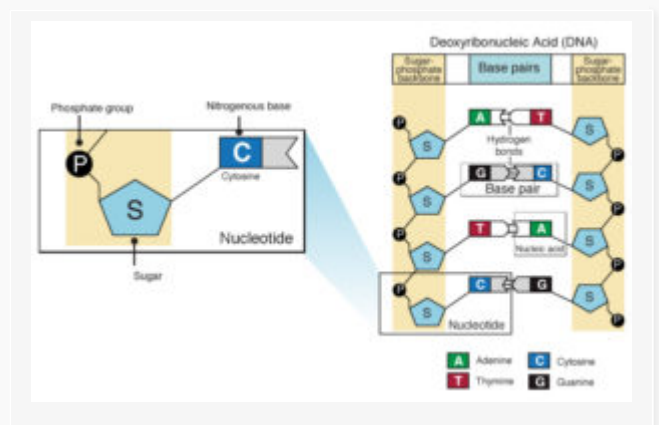 Phosphate group
Nitrogenous base
P
C
Cytosine
S
Nucleotide
Sugar
Deoxyribonucleic Acid (DNA)
Sugar-
phosphate
backbone
Base pairs
Sugar-
phosphate
backbone
P
S
A
T
S
P
Hydrogen
bonds
P
S
G
C
S
P
Base pair
P
S
T
A
S
P
Nucleic acid
P
S
C
G
S
P
Nucleotide
A Adenine
C Cytosine
T Thymine
G Guanine